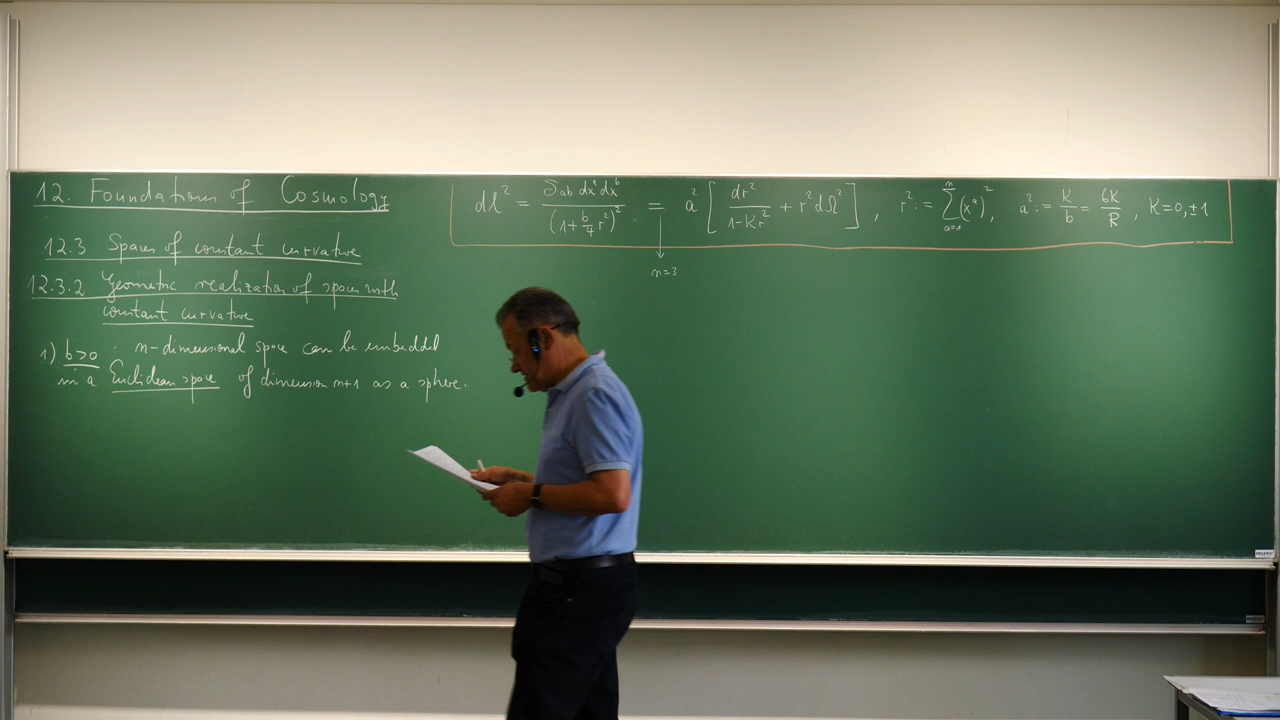 12. Foundations of Cosmology
12.3 Spaces of constant curvature
12.3.2 Geometric realization of spaces with
constant curvature
1) b>0 : n-dimensional space can be embedded
in a Euclidean space of dimension n+1 as a sphere.
dl² = δab dxᵃ dxᵇ / (1+ b/4 r²)² = a² [ dr² / 1-Kr² + r² dΩ² ] , r² := Σₐ₌₁ⁿ (xᵃ)² , a² := K/b = 6K/R , K=0,±1
n=3